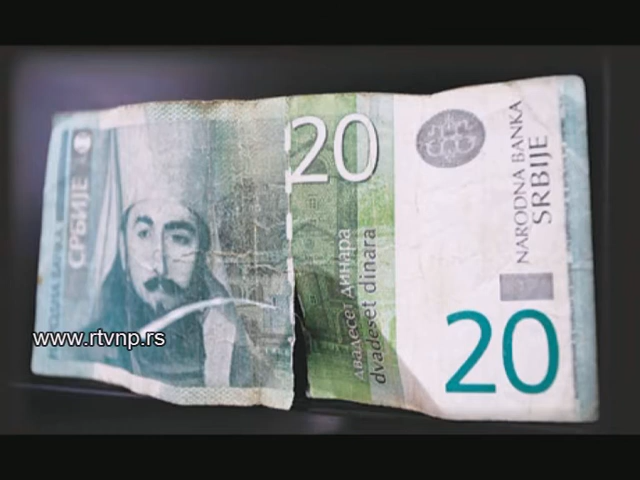 СРБИЈЕ
20
двадесет динара
dvadeset dinara
NARODNA BANKA
SRBIJE
20
www.rtvnp.rs